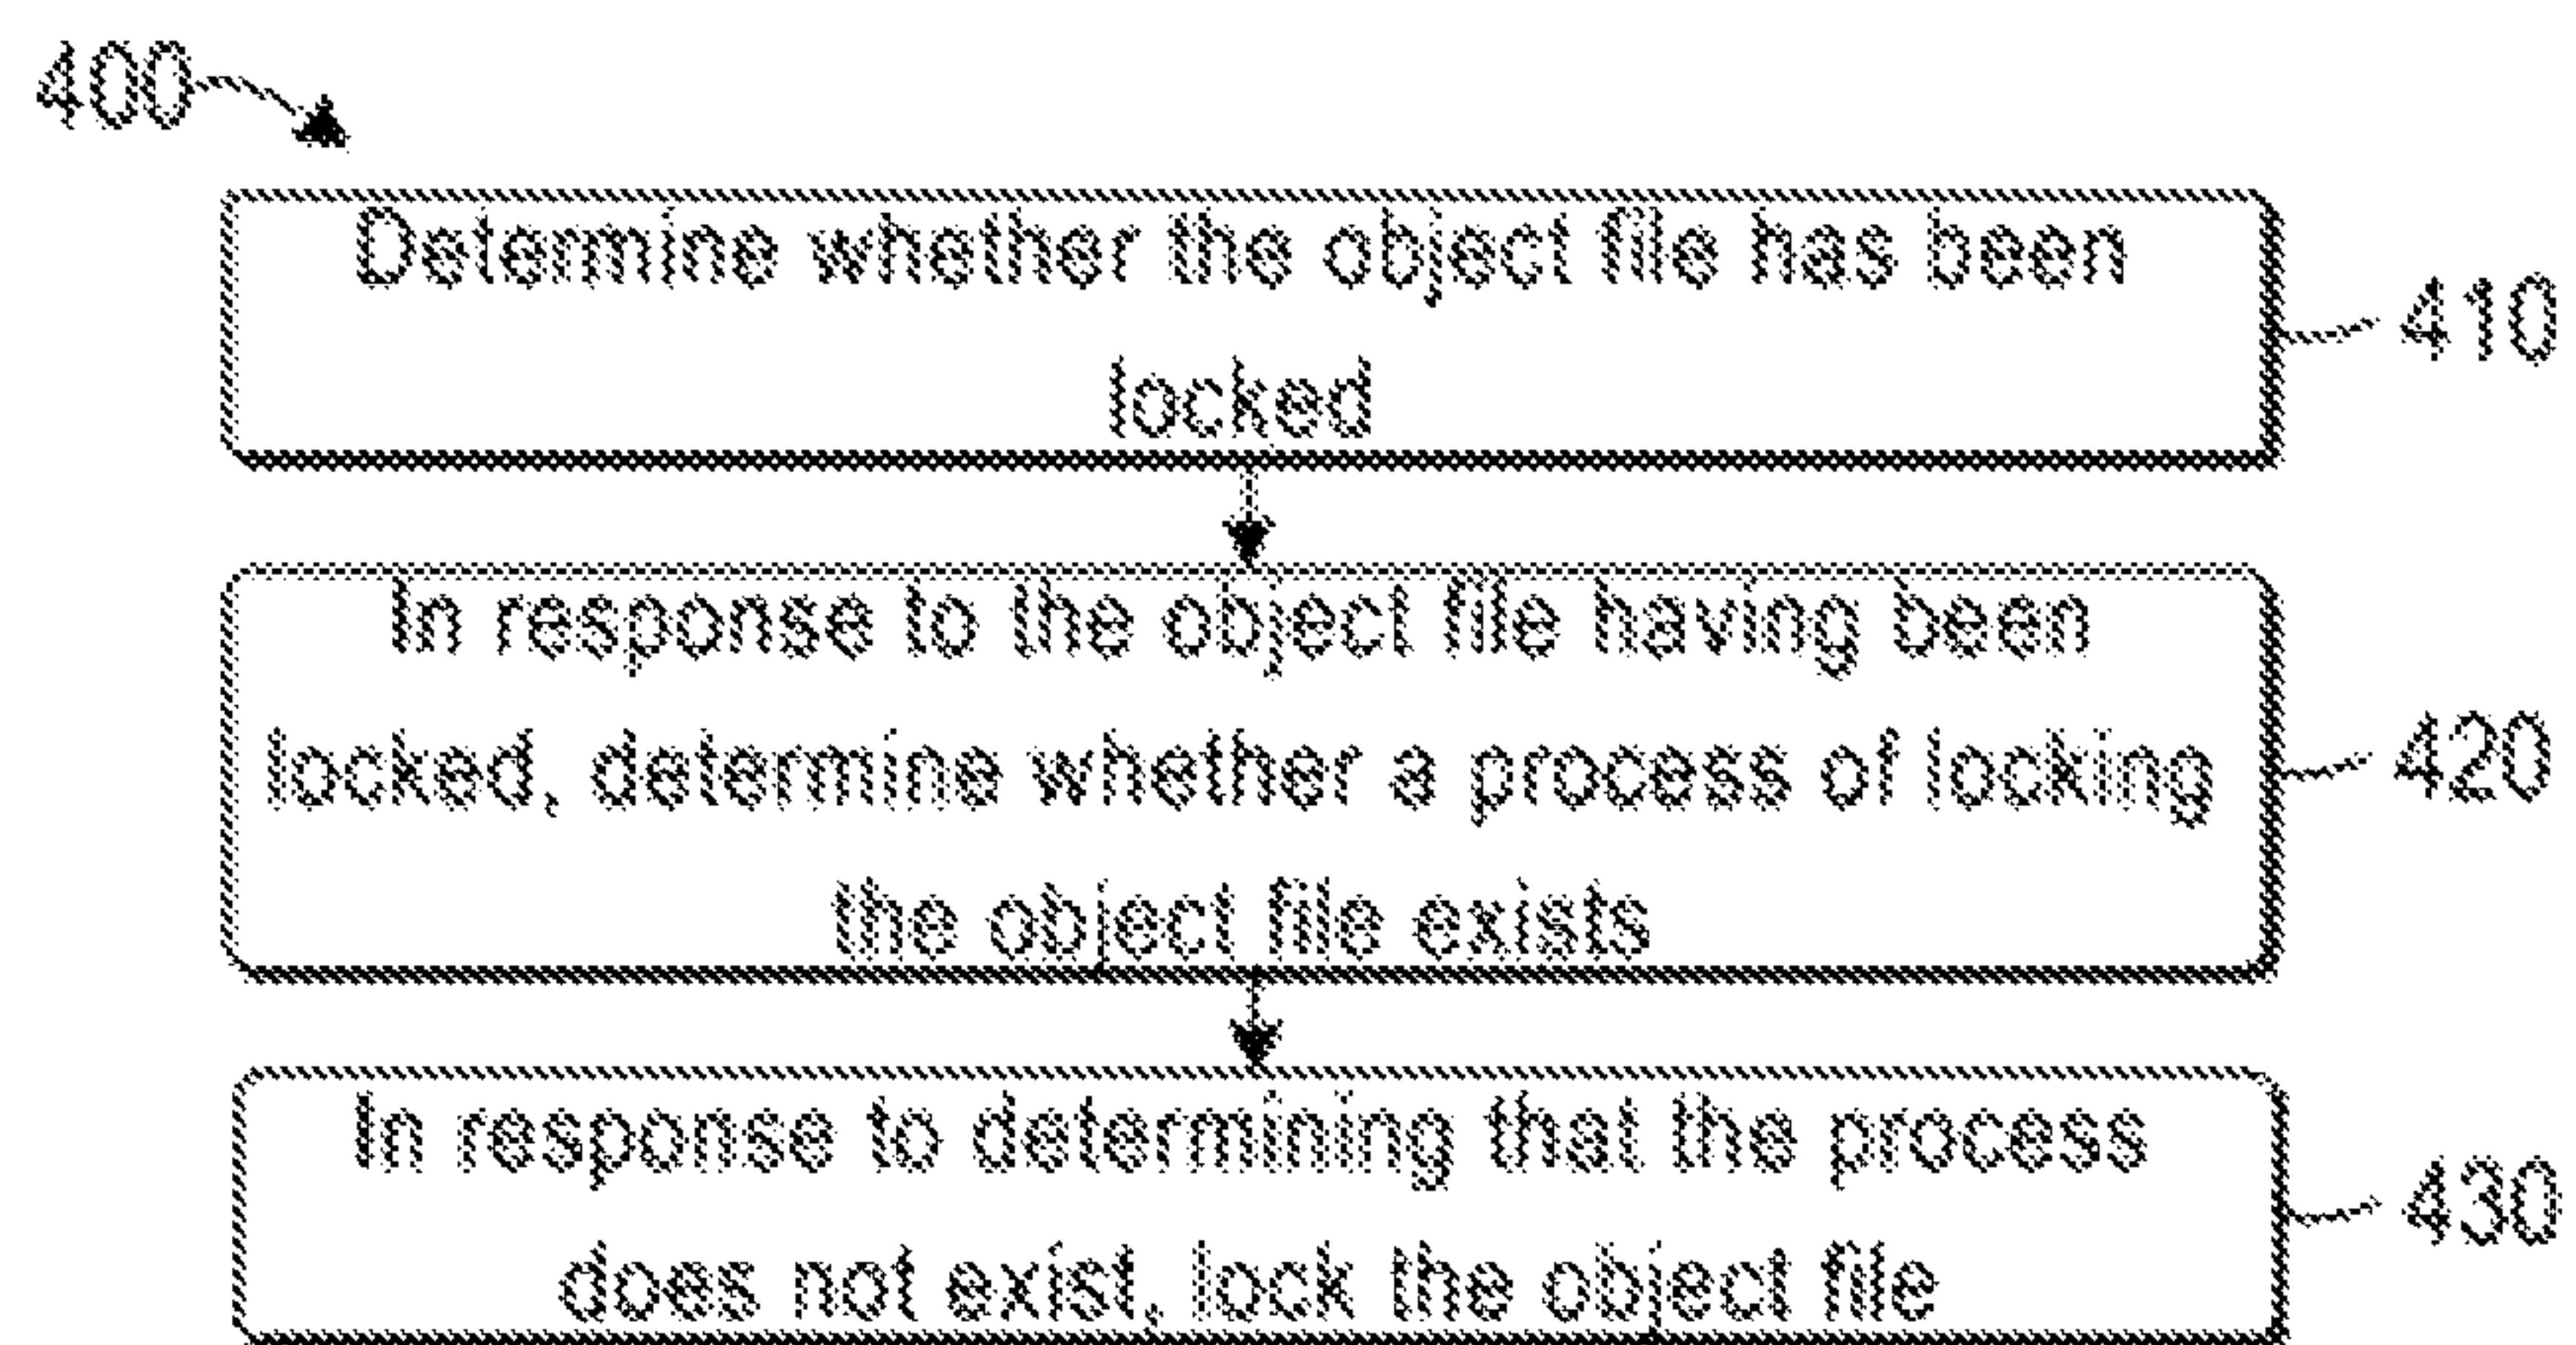 400
Determine whether the object file has been
locked
410
In response to the object file having been
locked, determine whether a process of locking
the object file exists
420
In response to determining that the process
does not exist, lock the object file
430